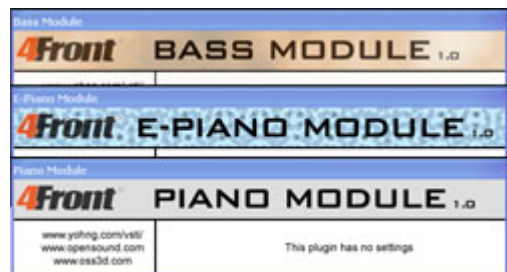 Bass Module
4Front BASS MODULE 1.0
E-Piano Module
4Front E-PIANO MODULE 1.0
Piano Module
4Front PIANO MODULE 1.0
www.yohng.com/vsti/
www.opensound.com
www.oss3d.com
This plugin has no settings